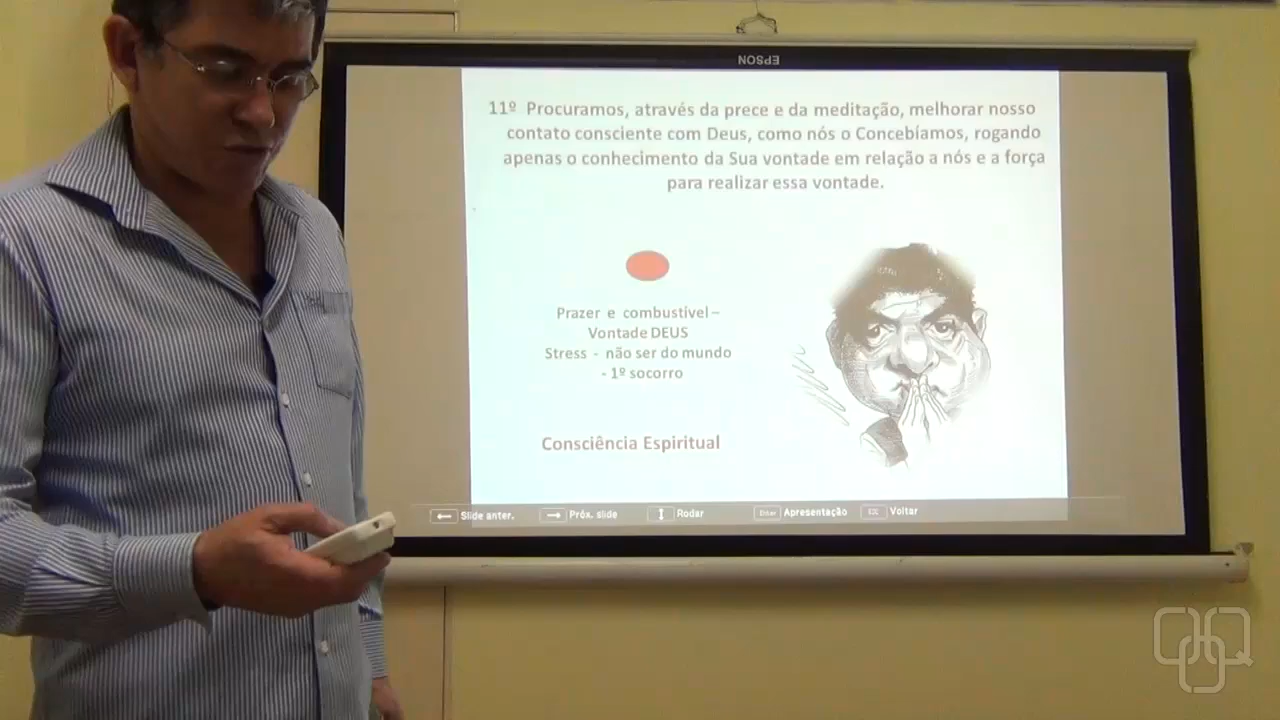 EPSON
11º Procuramos, através da prece e da meditação, melhorar nosso
contato consciente com Deus, como nós o Concebíamos, rogando
apenas o conhecimento da Sua vontade em relação a nós e a força
para realizar essa vontade.
Prazer e combustível –
Vontade DEUS
Stress - não ser do mundo
- 1º socorro
Consciência Espiritual
Slide anter.
Próx. slide
Rodar
Enter Apresentação
ESC Voltar